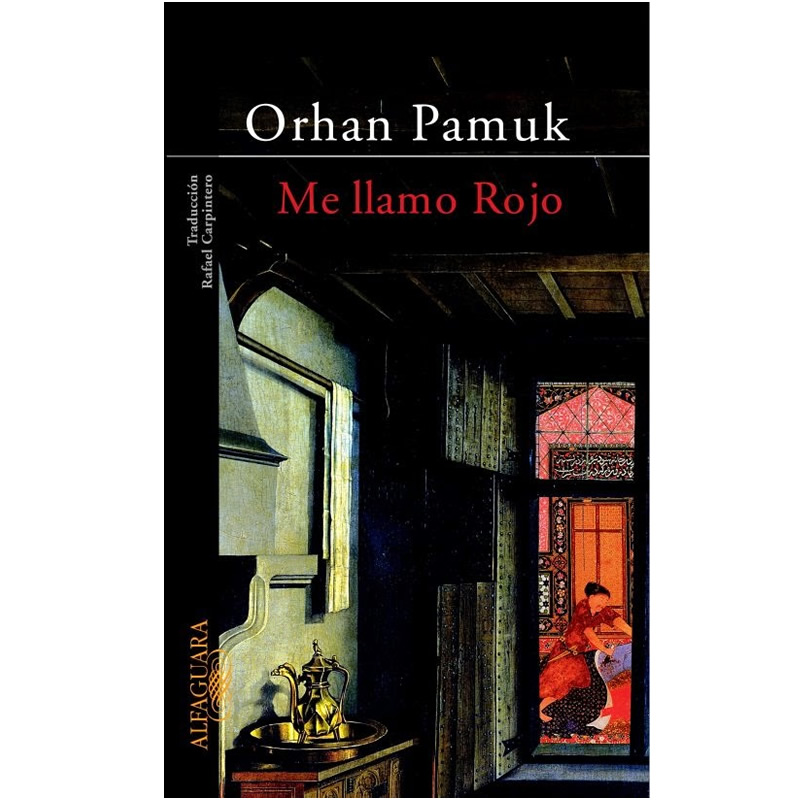 Orhan Pamuk
Me llamo Rojo
Traducción
Rafael Carpintero
ALFAGUARA